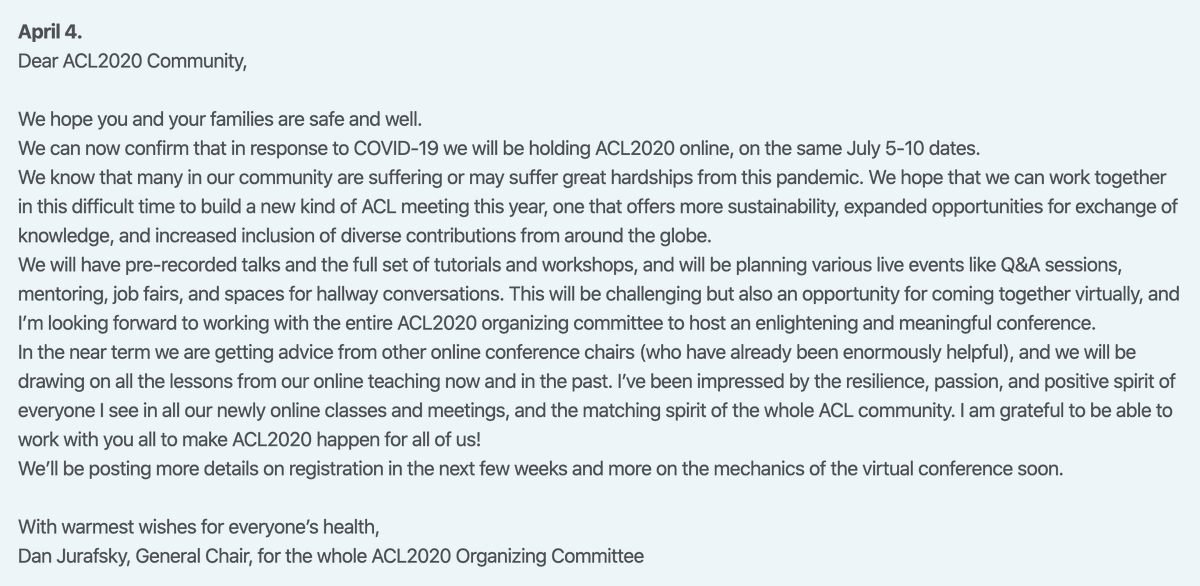 April 4.
Dear ACL2020 Community,
We hope you and your families are safe and well.
We can now confirm that in response to COVID-19 we will be holding ACL2020 online, on the same July 5-10 dates.
We know that many in our community are suffering or may suffer great hardships from this pandemic. We hope that we can work together
in this difficult time to build a new kind of ACL meeting this year, one that offers more sustainability, expanded opportunities for exchange of
knowledge, and increased inclusion of diverse contributions from around the globe.
We will have pre-recorded talks and the full set of tutorials and workshops, and will be planning various live events like Q&A sessions,
mentoring, job fairs, and spaces for hallway conversations. This will be challenging but also an opportunity for coming together virtually, and
I'm looking forward to working with the entire ACL2020 organizing committee to host an enlightening and meaningful conference.
In the near term we are getting advice from other online conference chairs (who have already been enormously helpful), and we will be
drawing on all the lessons from our online teaching now and in the past. I've been impressed by the resilience, passion, and positive spirit of
everyone I see in all our newly online classes and meetings, and the matching spirit of the whole ACL community. I am grateful to be able to
work with you all to make ACL2020 happen for all of us!
We'll be posting more details on registration in the next few weeks and more on the mechanics of the virtual conference soon.
With warmest wishes for everyone's health,
Dan Jurafsky, General Chair, for the whole ACL2020 Organizing Committee